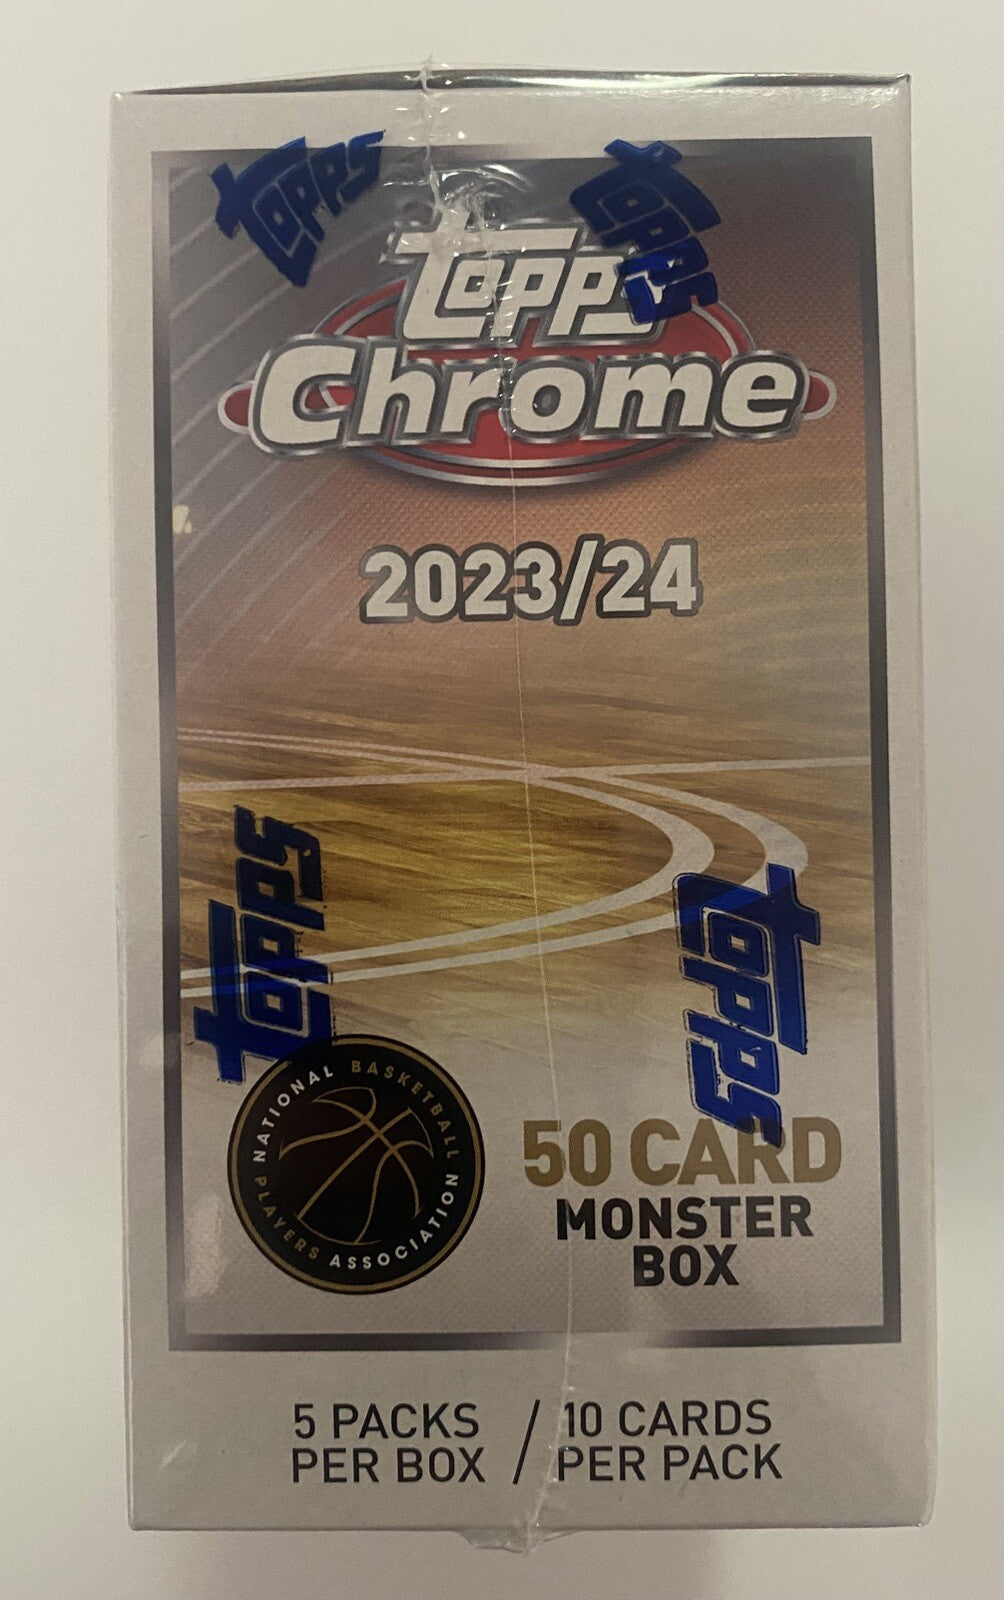 Topps
Topps
Topps
Chrome
2023/24
Topps
Topps
NATIONAL BASKETBALL
PLAYERS ASSOCIATION
50 CARD
MONSTER
BOX
5 PACKS
PER BOX
/
10 CARDS
PER PACK